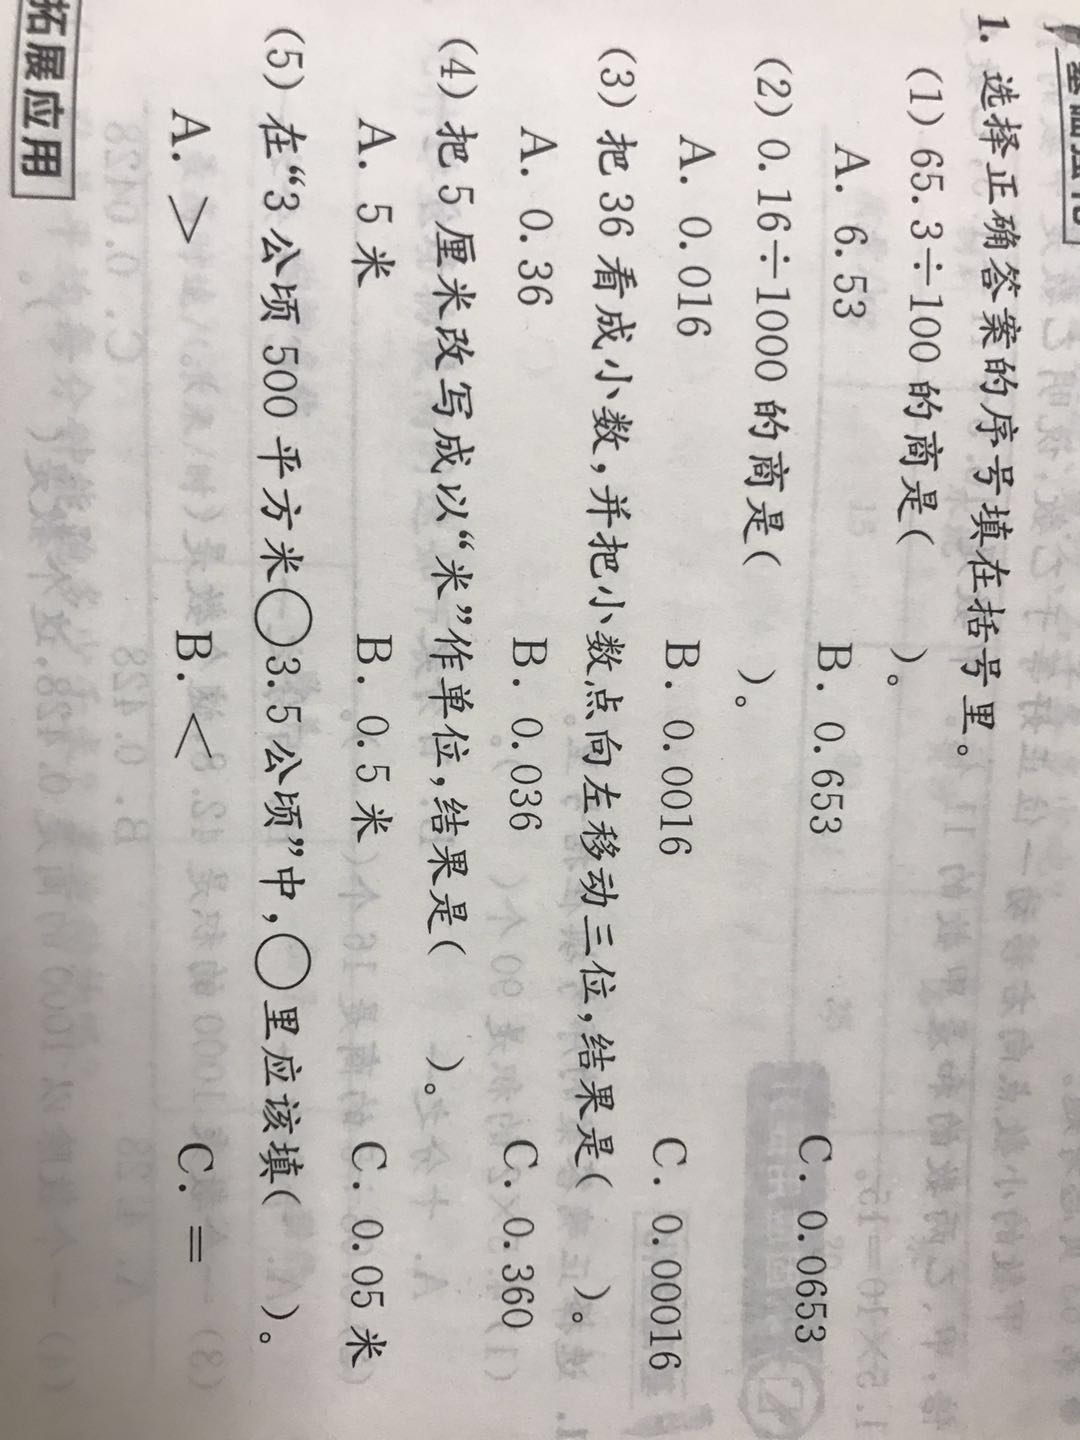 基础强化
1. 选择正确答案的序号填在括号里。
(1) 65.3÷100 的商是(　　)。
A. 6.53　B. 0.653　C. 0.0653
(2) 0.16÷1000 的商是(　　)。
A. 0.016　B. 0.0016　C. 0.00016
(3) 把 36 看成小数,并把小数点向左移动三位,结果是(　　)。
A. 0.36　B. 0.036　C. 0.360
(4) 把 5 厘米改写成以“米”作单位,结果是(　　)。
A. 5 米　B. 0.5 米　C. 0.05 米
(5) 在“3 公顷 500 平方米○3.5 公顷”中,○里应该填(　　)。
A. ＞　B. ＜　C. ＝
拓展应用